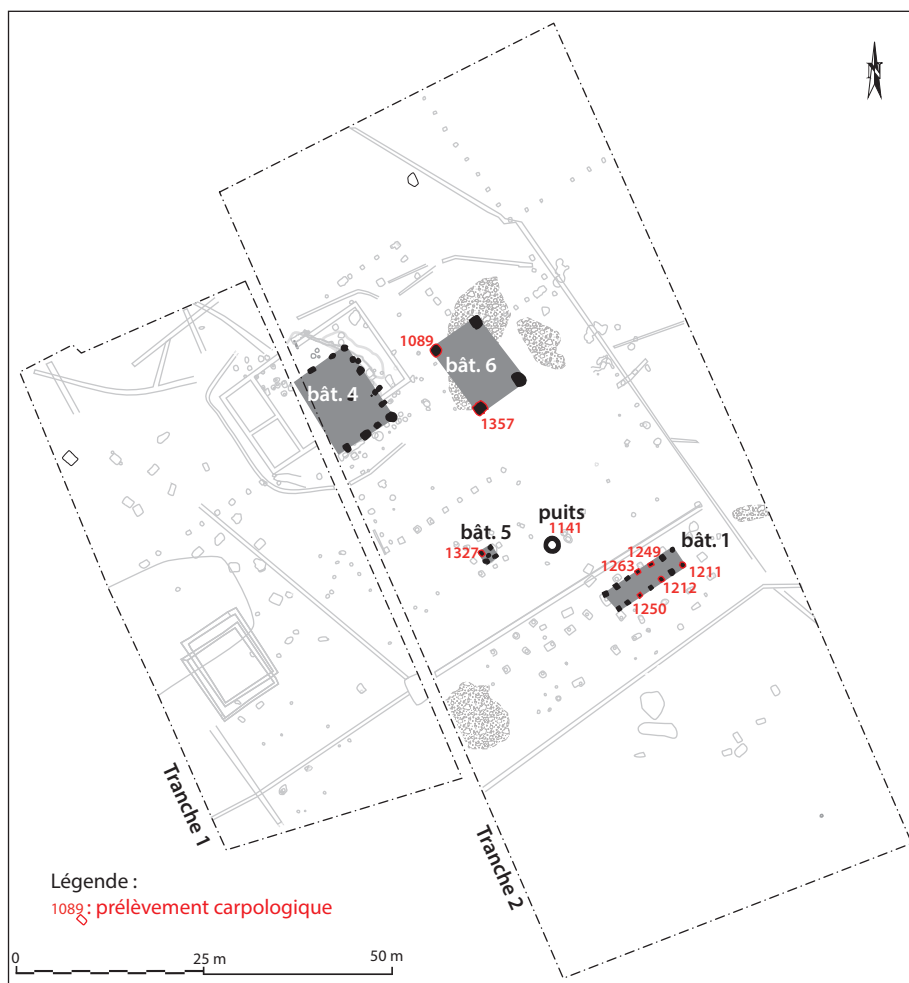 N
1089
bât. 6
bât. 4
1357
puits
1141
bât. 5
1327
bât.1
1249
1263
1211
1212
1250
Tranche 1
Tranche 2
Légende :
1089 : prélèvement carpologique
0
25 m
50 m